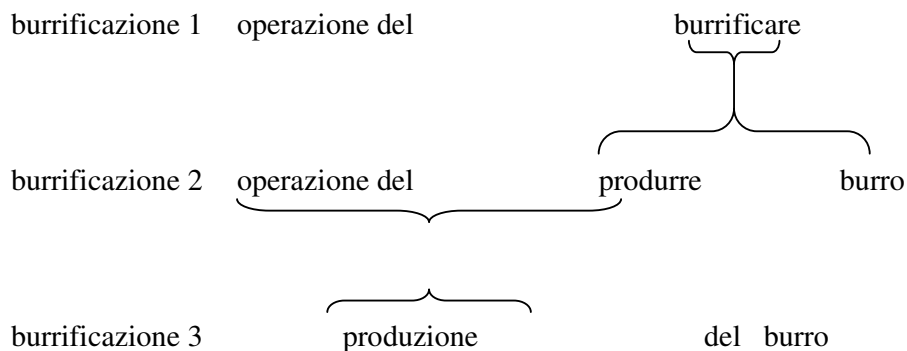 burrificazione 1 operazione del burrificare
burrificazione 2 operazione del produrre burro
burrificazione 3 produzione del burro